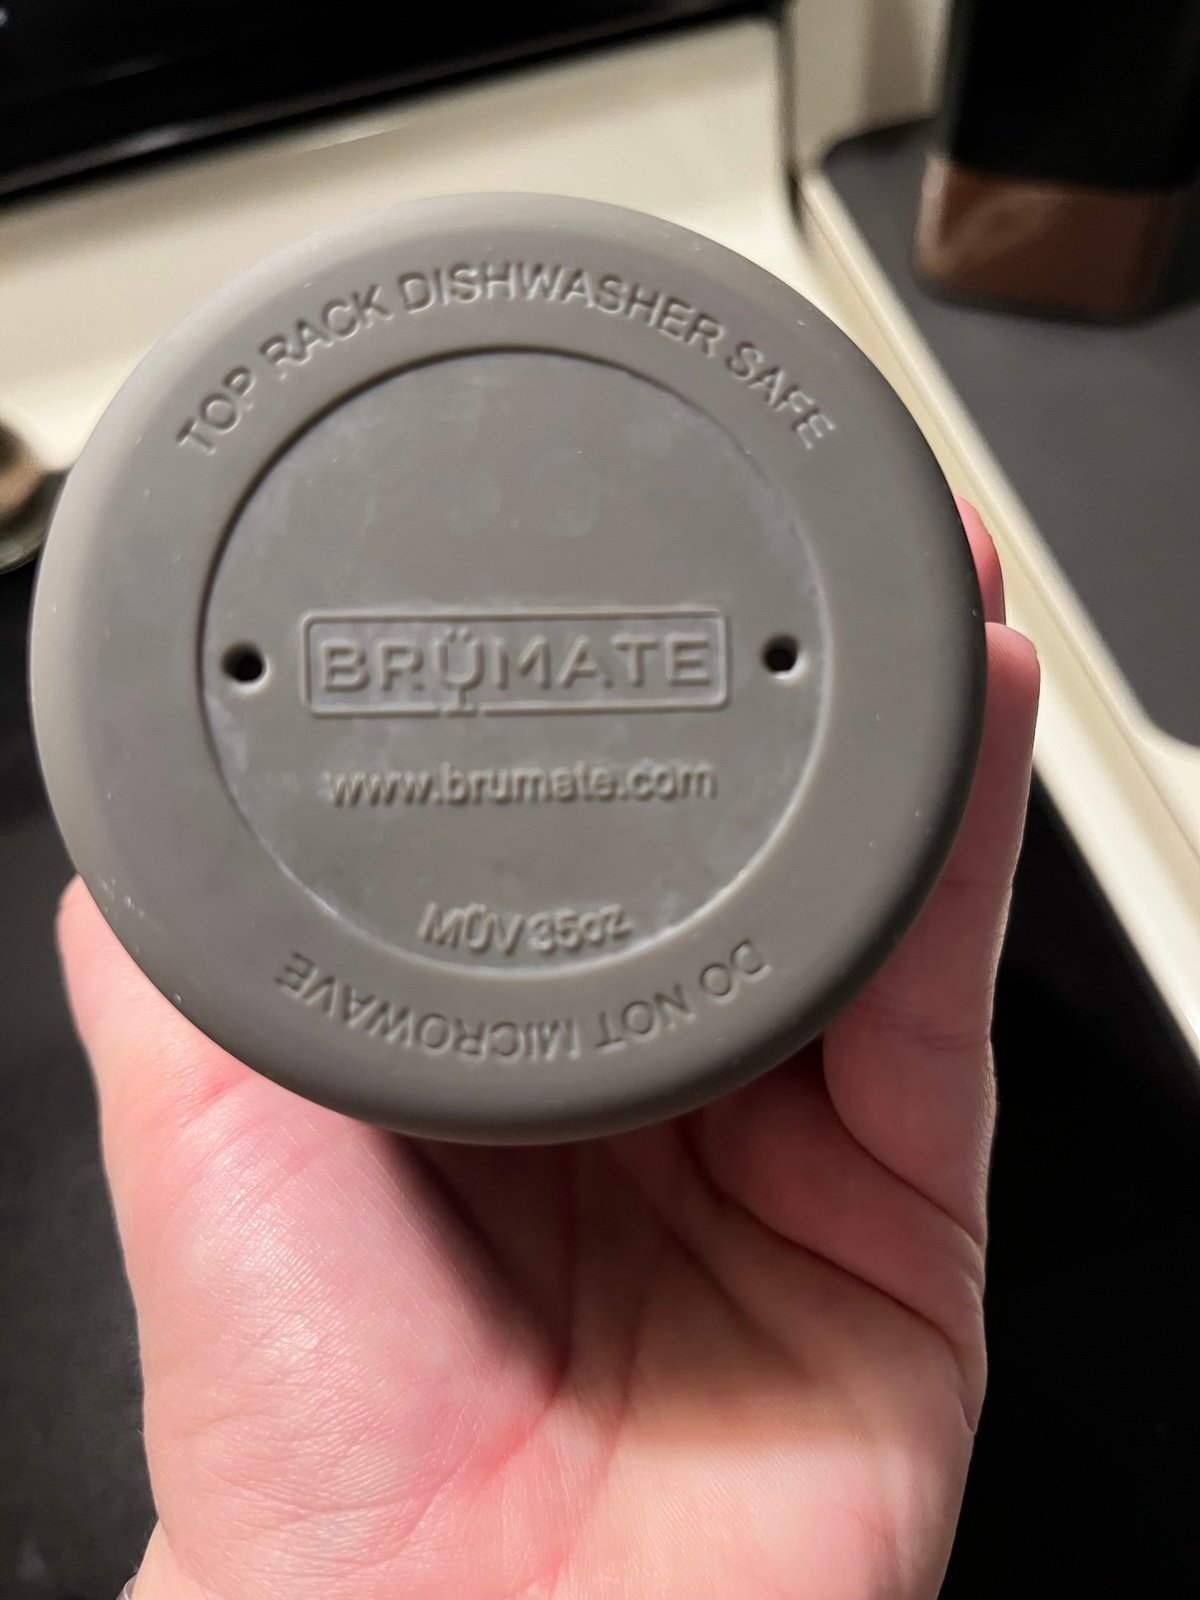 TOP RACK DISHWASHER SAFE
BRÜMATE
www.brumate.com
MÜV 35oz
DO NOT MICROWAVE